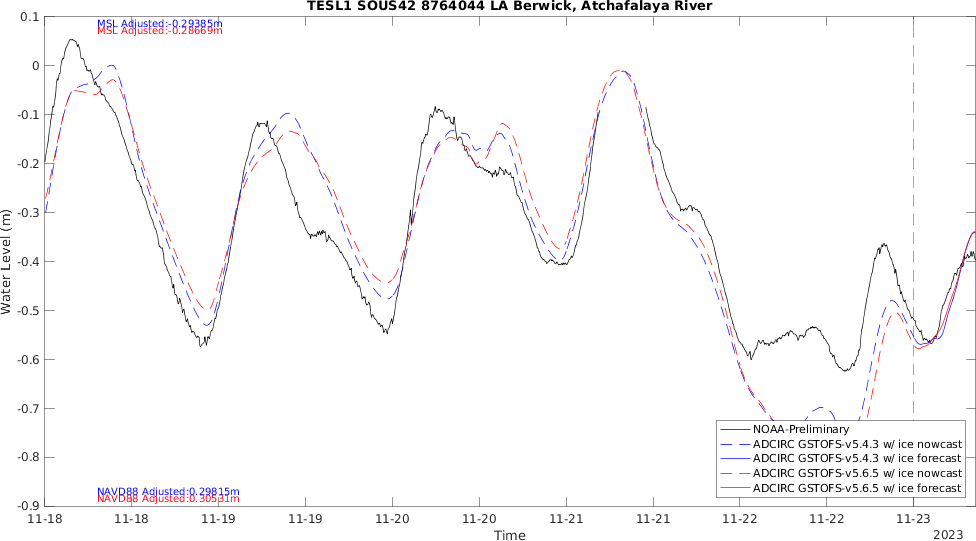 TESL1 SOUS42 8764044 LA Berwick, Atchafalaya River
MSL Adjusted:-0.29385m
MSL Adjusted:-0.28669m
0.1
0
-0.1
-0.2
-0.3
-0.4
-0.5
-0.6
-0.7
-0.8
-0.9
Water Level (m)
NOAA-Preliminary
ADCIRC GSTOFS-v5.4.3 w/ ice nowcast
ADCIRC GSTOFS-v5.4.3 w/ ice forecast
ADCIRC GSTOFS-v5.6.5 w/ ice nowcast
ADCIRC GSTOFS-v5.6.5 w/ ice forecast
NAVD88 Adjusted:0.29815m
NAVD88 Adjusted:0.30531m
11-18 11-18 11-19 11-19 11-20 11-20 11-21 11-21 11-22 11-22 11-23
Time
2023